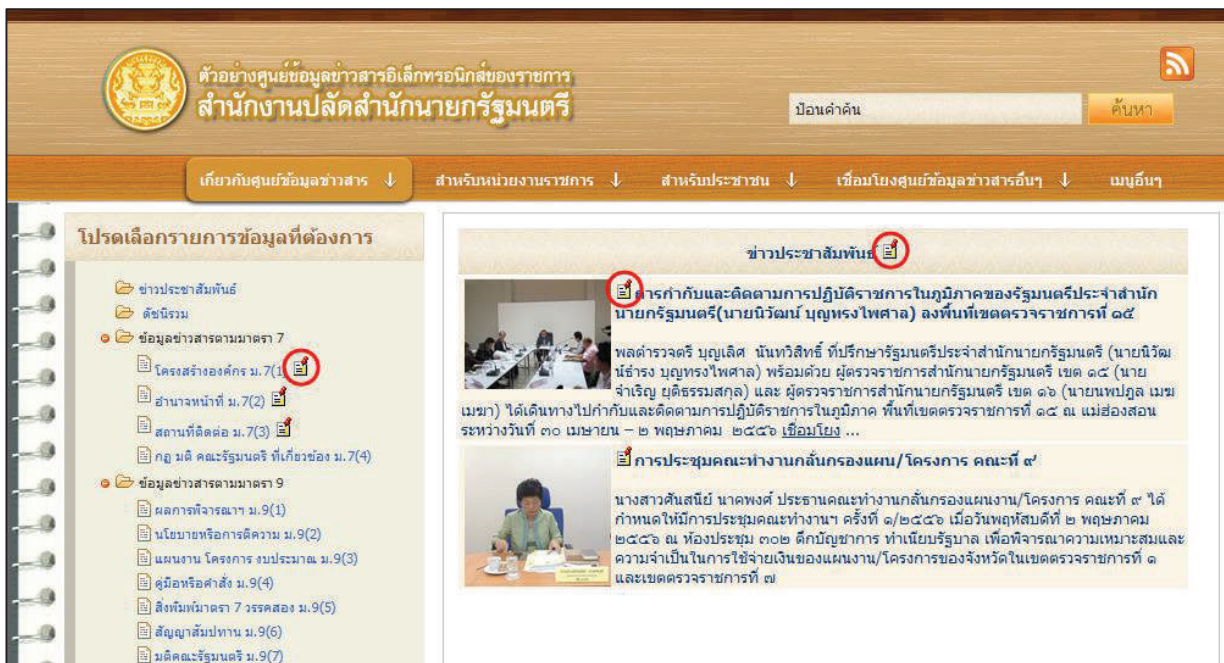 ตัวอย่างศูนย์ข้อมูลข่าวสารอิเล็กทรอนิกส์ของราชการ
สำนักงานปลัดสำนักนายกรัฐมนตรี
ป้อนคำค้น
ค้นหา
เกี่ยวกับศูนย์ข้อมูลข่าวสาร ↓ สำหรับหน่วยงานราชการ ↓ สำหรับประชาชน ↓ เชื่อมโยงศูนย์ข้อมูลข่าวสารอื่นๆ ↓ เมนูอื่นๆ
โปรดเลือกรายการข้อมูลที่ต้องการ
ข่าวประชาสัมพันธ์
ดัชนีรวม
ข้อมูลข่าวสารตามมาตรา 7
โครงสร้างองค์กร ม.7(1)
อำนาจหน้าที่ ม.7(2)
สถานที่ติดต่อ ม.7(3)
กฎ มติ คณะรัฐมนตรี ที่เกี่ยวข้อง ม.7(4)
ข้อมูลข่าวสารตามมาตรา 9
ผลการพิจารณาฯ ม.9(1)
นโยบายหรือการตีความ ม.9(2)
แผนงาน โครงการ งบประมาณ ม.9(3)
คู่มือหรือคำสั่ง ม.9(4)
สิ่งพิมพ์มาตรา 7 วรรคสอง ม.9(5)
สัญญาสัมปทาน ม.9(6)
มติคณะรัฐมนตรี ม.9(7)
ข่าวประชาสัมพันธ์
การกำกับและติดตามการปฏิบัติราชการในภูมิภาคของรัฐมนตรีประจำสำนัก
นายกรัฐมนตรี(นายนิวัฒน์ บุญทรงไพศาล) ลงพื้นที่เขตตรวจราชการที่ ๑๕
พลตำรวจตรี บุญเลิศ นันทวิสิทธิ์ ที่ปรึกษารัฐมนตรีประจำสำนักนายกรัฐมนตรี (นายนิวัฒ
น์ธำรง บุญทรงไพศาล) พร้อมด้วย ผู้ตรวจราชการสำนักนายกรัฐมนตรี เขต ๑๕ (นาย
จำเริญ ยุติธรรมสกุล) และ ผู้ตรวจราชการสำนักนายกรัฐมนตรี เขต ๑๖ (นายนพปฎล เมฆ
เมฆา) ได้เดินทางไปกำกับและติดตามการปฏิบัติราชการในภูมิภาค พื้นที่เขตตรวจราชการที่ ๑๕ ณ แม่ฮ่องสอน
ระหว่างวันที่ ๓๐ เมษายน – ๒ พฤษภาคม ๒๕๕๖ เชื่อมโยง ...
การประชุมคณะทำงานกลั่นกรองแผน/โครงการ คณะที่ ๙
นางสาวศันสนีย์ นาคพงศ์ ประธานคณะทำงานกลั่นกรองแผนงาน/โครงการ คณะที่ ๙ ได้
กำหนดให้มีการประชุมคณะทำงานฯ ครั้งที่ ๑/๒๕๕๖ เมื่อวันพฤหัสบดีที่ ๒ พฤษภาคม
๒๕๕๖ ณ ห้องประชุม ๓๐๒ ตึกบัญชาการ ทำเนียบรัฐบาล เพื่อพิจารณาความเหมาะสมและ
ความจำเป็นในการใช้จ่ายเงินของแผนงาน/โครงการของจังหวัดในเขตตรวจราชการที่ ๑
และเขตตรวจราชการที่ ๗